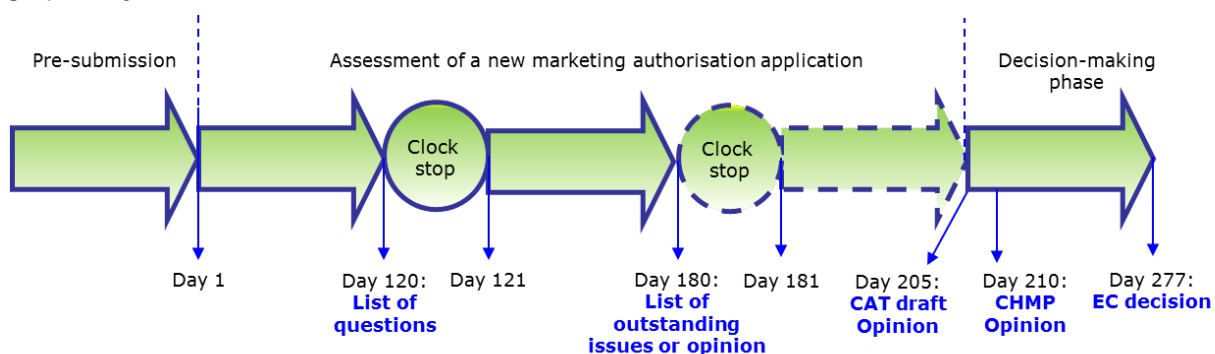 Pre-submission
Assessment of a new marketing authorisation application
Decision-making
phase
Clock
stop
Clock
stop
Day 1
Day 120:
List of
questions
Day 121
Day 180:
List of
outstanding
issues or opinion
Day 181
Day 205:
CAT draft
Opinion
Day 210:
CHMP
Opinion
Day 277:
EC decision